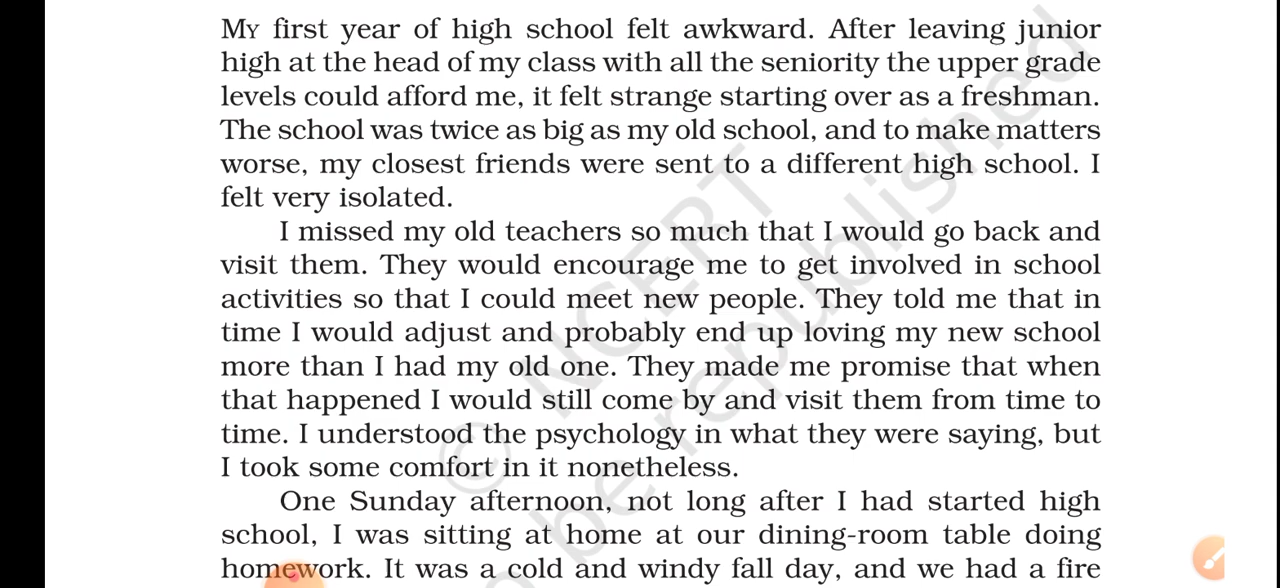 My first year of high school felt awkward. After leaving junior
high at the head of my class with all the seniority the upper grade
levels could afford me, it felt strange starting over as a freshman.
The school was twice as big as my old school, and to make matters
worse, my closest friends were sent to a different high school. I
felt very isolated.
I missed my old teachers so much that I would go back and
visit them. They would encourage me to get involved in school
activities so that I could meet new people. They told me that in
time I would adjust and probably end up loving my new school
more than I had my old one. They made me promise that when
that happened I would still come by and visit them from time to
time. I understood the psychology in what they were saying, but
I took some comfort in it nonetheless.
One Sunday afternoon, not long after I had started high
school, I was sitting at home at our dining-room table doing
homework. It was a cold and windy fall day, and we had a fire
© NCERT
be republished